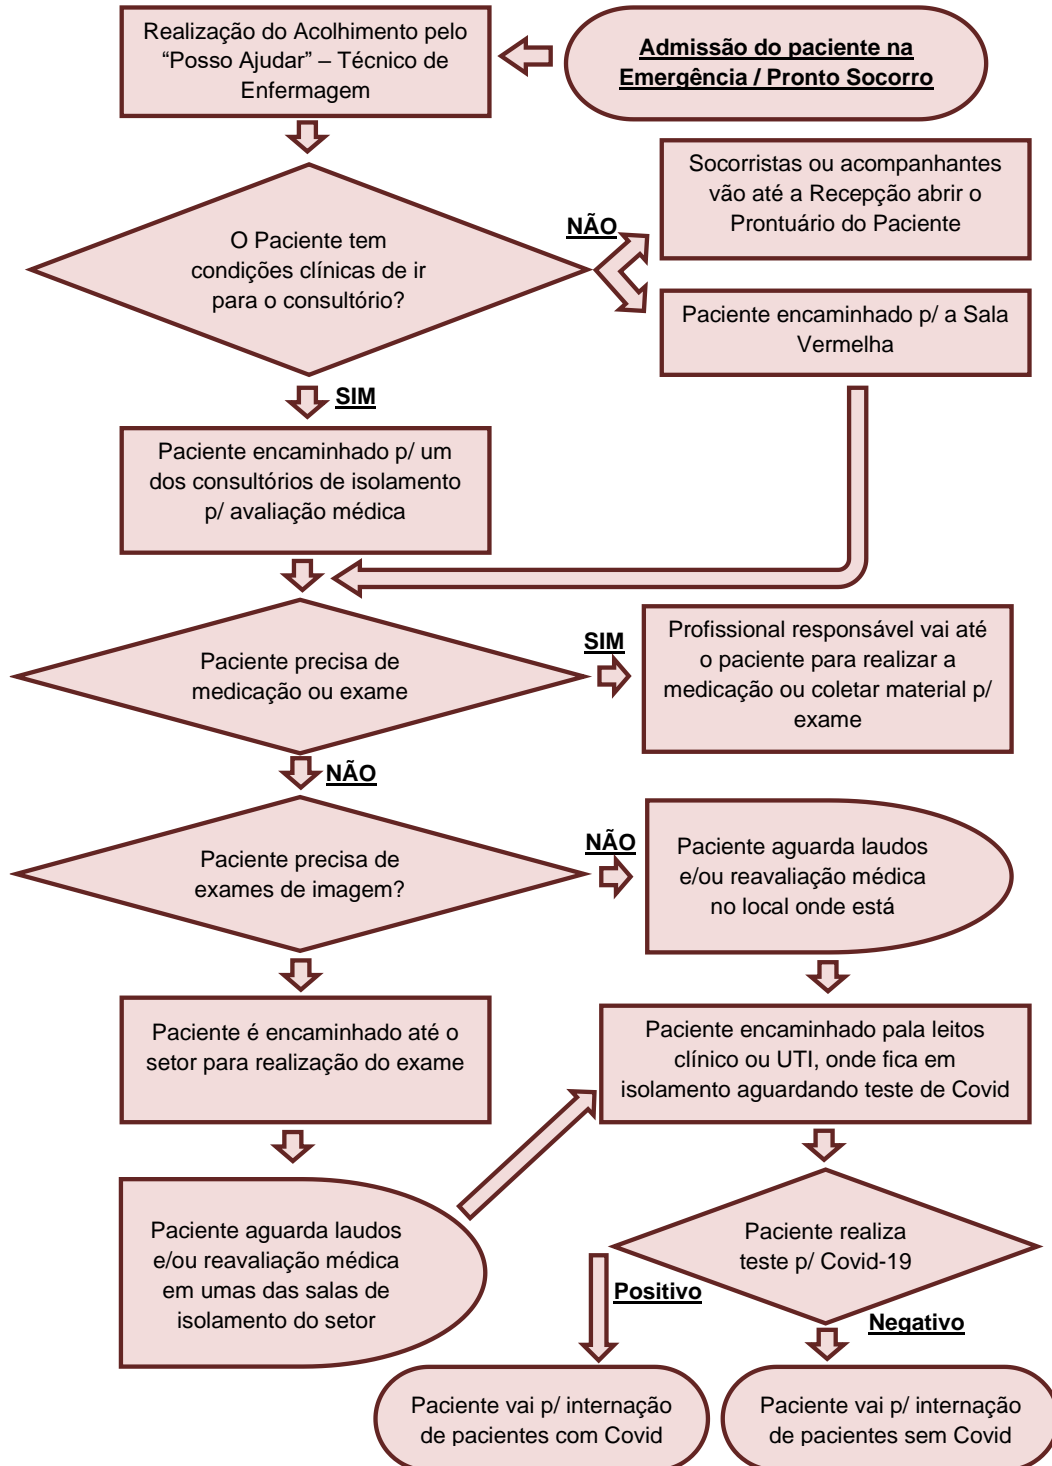 Admissão do paciente na
Emergência / Pronto Socorro
Realização do Acolhimento pelo
“Posso Ajudar” – Técnico de
Enfermagem
O Paciente tem
condições clínicas de ir
para o consultório?
NÃO
Socorristas ou acompanhantes
vão até a Recepção abrir o
Prontuário do Paciente
Paciente encaminhado p/ a Sala
Vermelha
SIM
Paciente encaminhado p/ um
dos consultórios de isolamento
p/ avaliação médica
Paciente precisa de
medicação ou exame
SIM
Profissional responsável vai até
o paciente para realizar a
medicação ou coletar material p/
exame
NÃO
Paciente precisa de
exames de imagem?
NÃO
Paciente aguarda laudos
e/ou reavaliação médica
no local onde está
Paciente é encaminhado até o
setor para realização do exame
Paciente encaminhado pala leitos
clínico ou UTI, onde fica em
isolamento aguardando teste de Covid
Paciente aguarda laudos
e/ou reavaliação médica
em umas das salas de
isolamento do setor
Paciente realiza
teste p/ Covid-19
Positivo
Negativo
Paciente vai p/ internação
de pacientes com Covid
Paciente vai p/ internação
de pacientes sem Covid